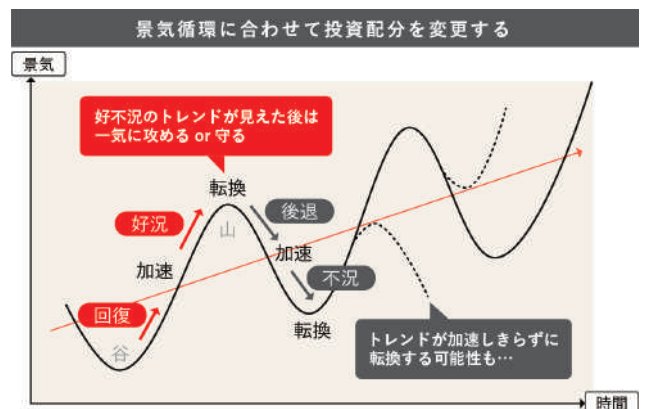 景気循環に合わせて投資配分を変更する
景気
好不況のトレンドが見えた後は
一気に攻める or 守る
転換
好況
山
後退
加速
加速
不況
回復
転換
谷
トレンドが加速しきらずに
転換する可能性も…
時間